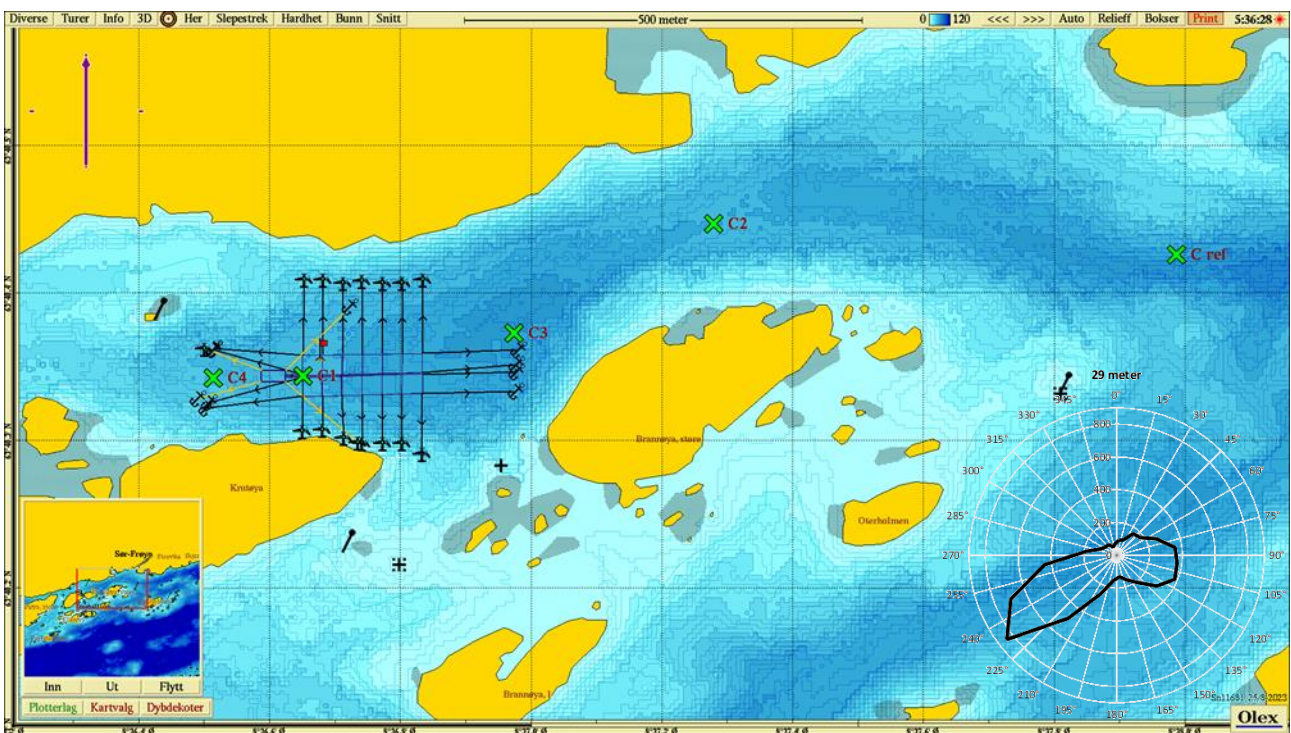 Diverse Turer Info 3D Her Slepestrek Hardhet Bunn Snitt 500 meter 0 120 <<< >>> Auto Relieff Bokser Print 5:36:28
C2
C ref
C3
C4
C1
29 meter
345° 0° 15°
330° 30°
315° 45°
300° 60°
285° 75°
270° 90°
255° 105°
240° 120°
225° 135°
210° 150°
195 180° 165°
800
600
400
200
0
Brannøya, store
Krutøya
Oterholmen
Sør-Frøya
Inn Ut Flytt
Plotterlag Kartvalg Dybdekoter
Brannøya, l
Olex